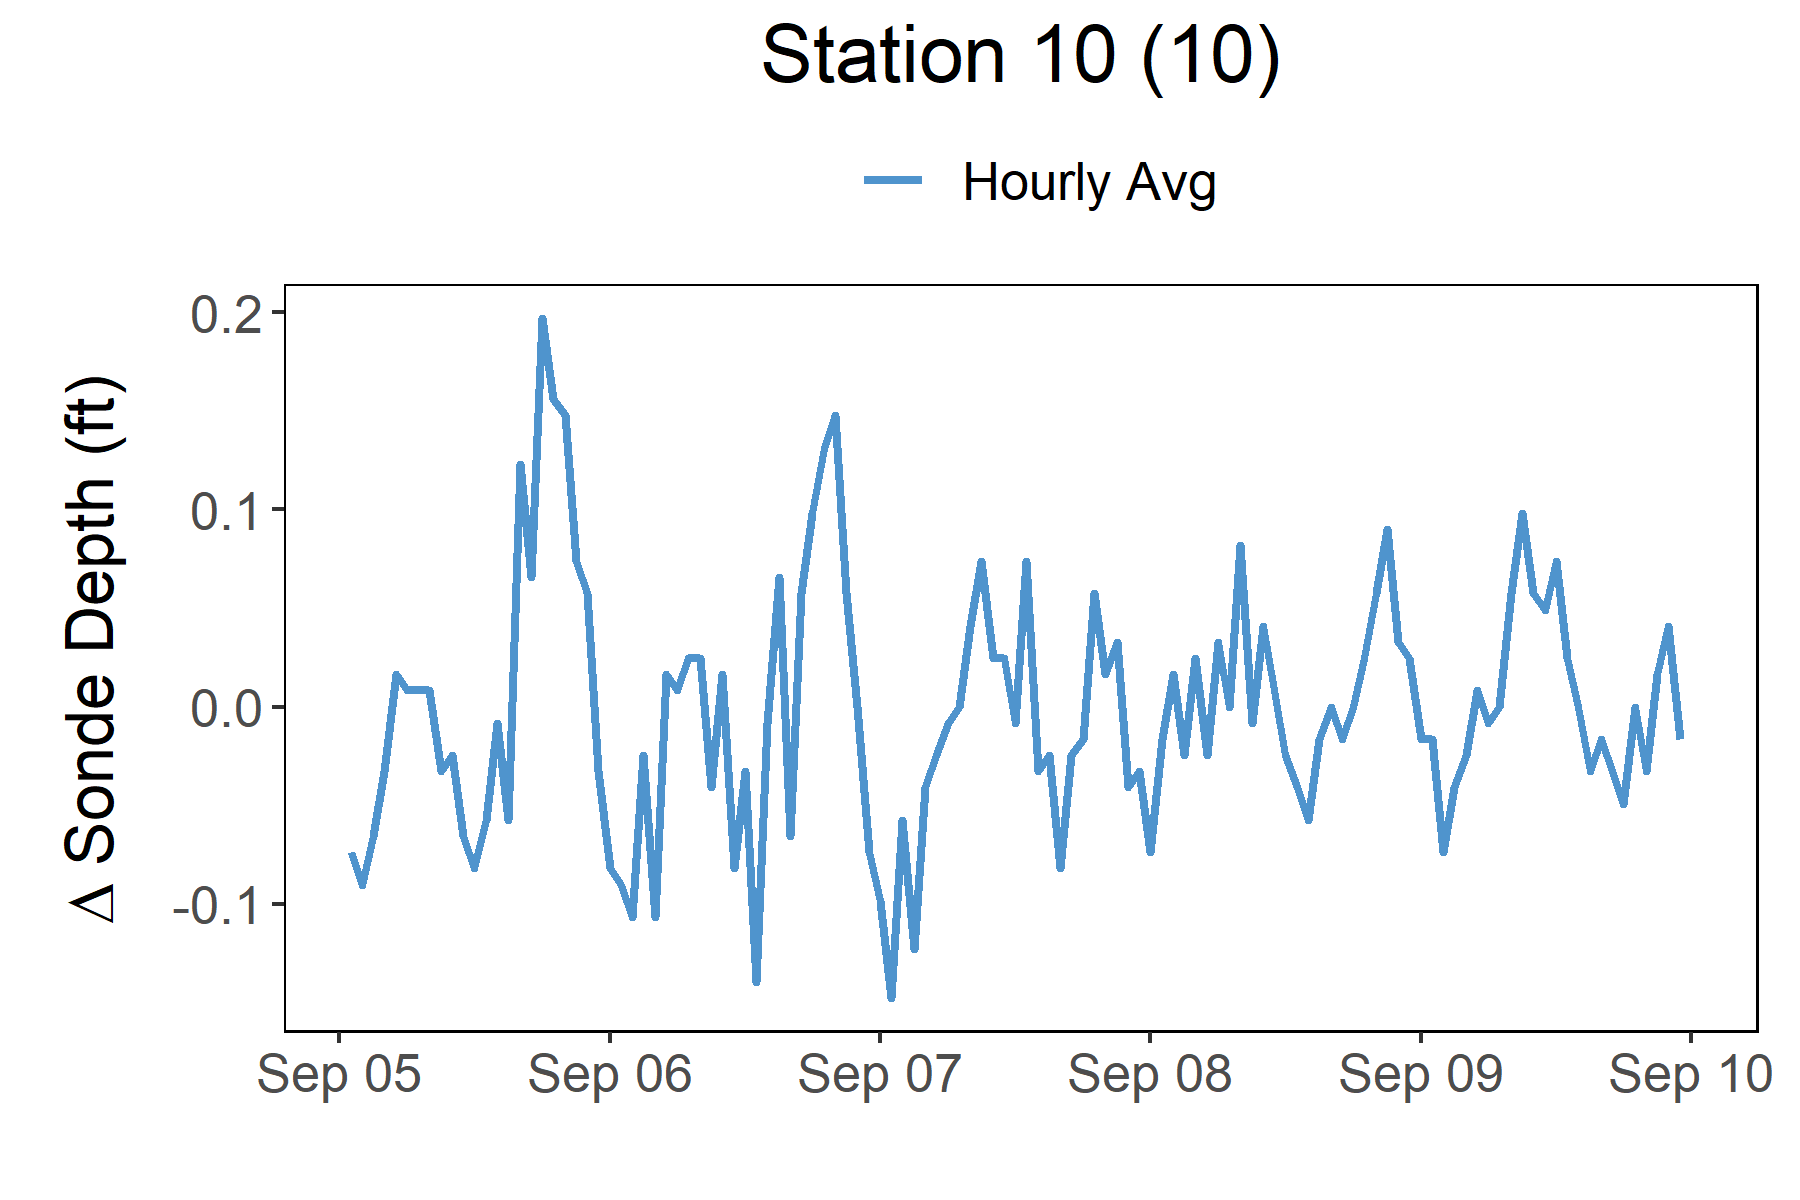 Station 10 (10)
Hourly Avg
Δ Sonde Depth (ft)
0.2
0.1
0.0
-0.1
Sep 05 Sep 06 Sep 07 Sep 08 Sep 09 Sep 10